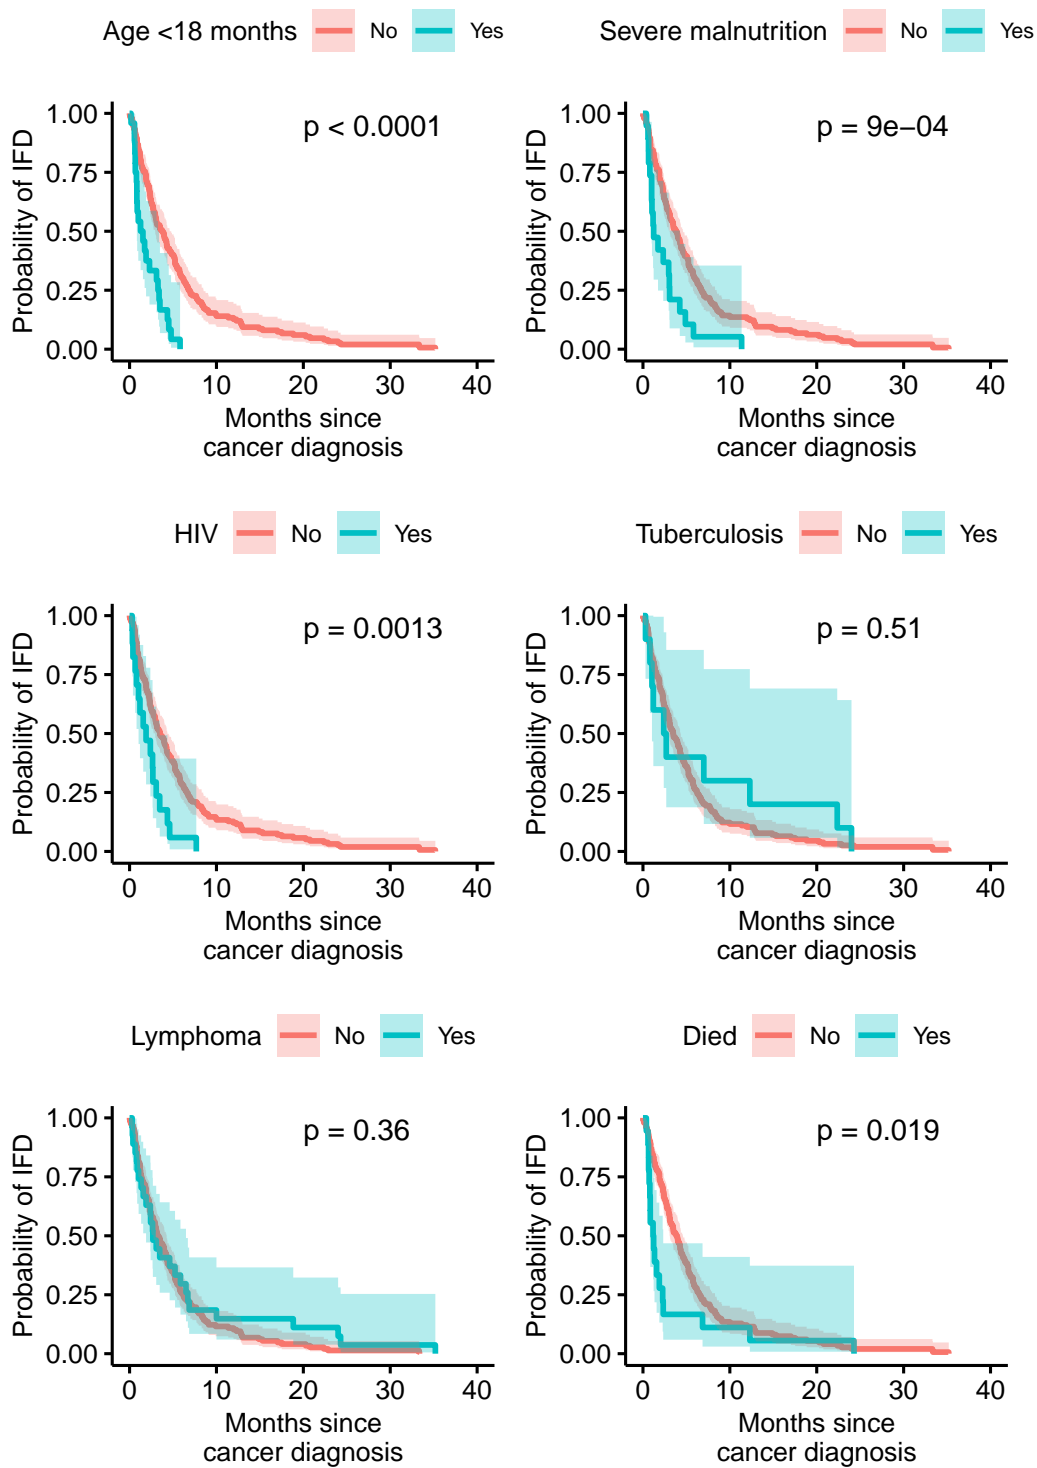 Age <18 months No Yes
Severe malnutrition No Yes
Probability of IFD
1.00
0.75
0.50
0.25
0.00
p < 0.0001
0 10 20 30 40
Months since
cancer diagnosis
Probability of IFD
1.00
0.75
0.50
0.25
0.00
p = 9e−04
0 10 20 30 40
Months since
cancer diagnosis
HIV No Yes
Tuberculosis No Yes
Probability of IFD
1.00
0.75
0.50
0.25
0.00
p = 0.0013
0 10 20 30 40
Months since
cancer diagnosis
Probability of IFD
1.00
0.75
0.50
0.25
0.00
p = 0.51
0 10 20 30 40
Months since
cancer diagnosis
Lymphoma No Yes
Died No Yes
Probability of IFD
1.00
0.75
0.50
0.25
0.00
p = 0.36
0 10 20 30 40
Months since
cancer diagnosis
Probability of IFD
1.00
0.75
0.50
0.25
0.00
p = 0.019
0 10 20 30 40
Months since
cancer diagnosis